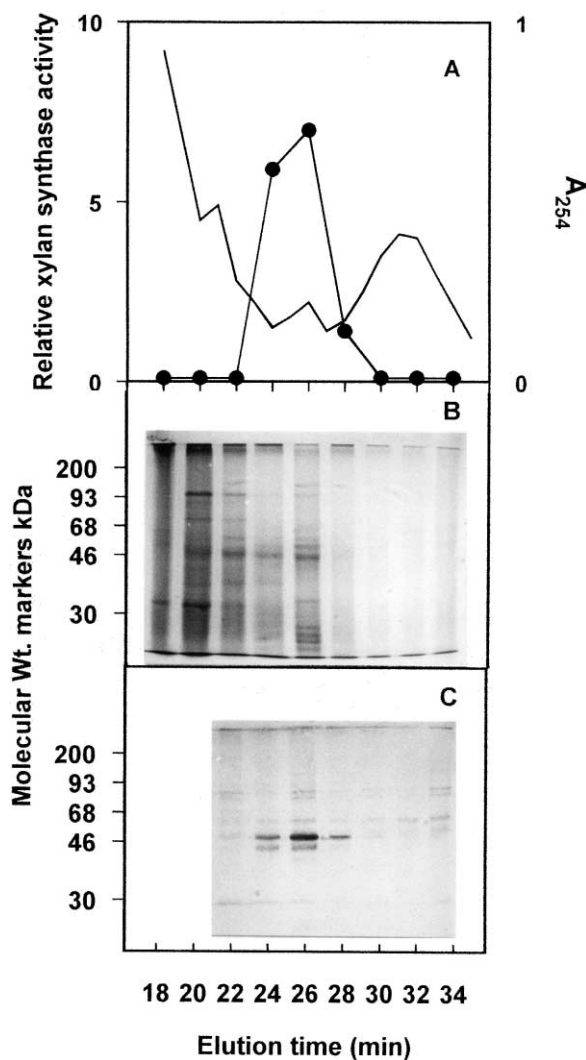 10
1
A
Relative xylan synthase activity
5
A254
0
0
B
200
93
68
46
30
Molecular Wt. markers kDa
C
200
93
68
46
30
18 20 22 24 26 28 30 32 34
Elution time (min)